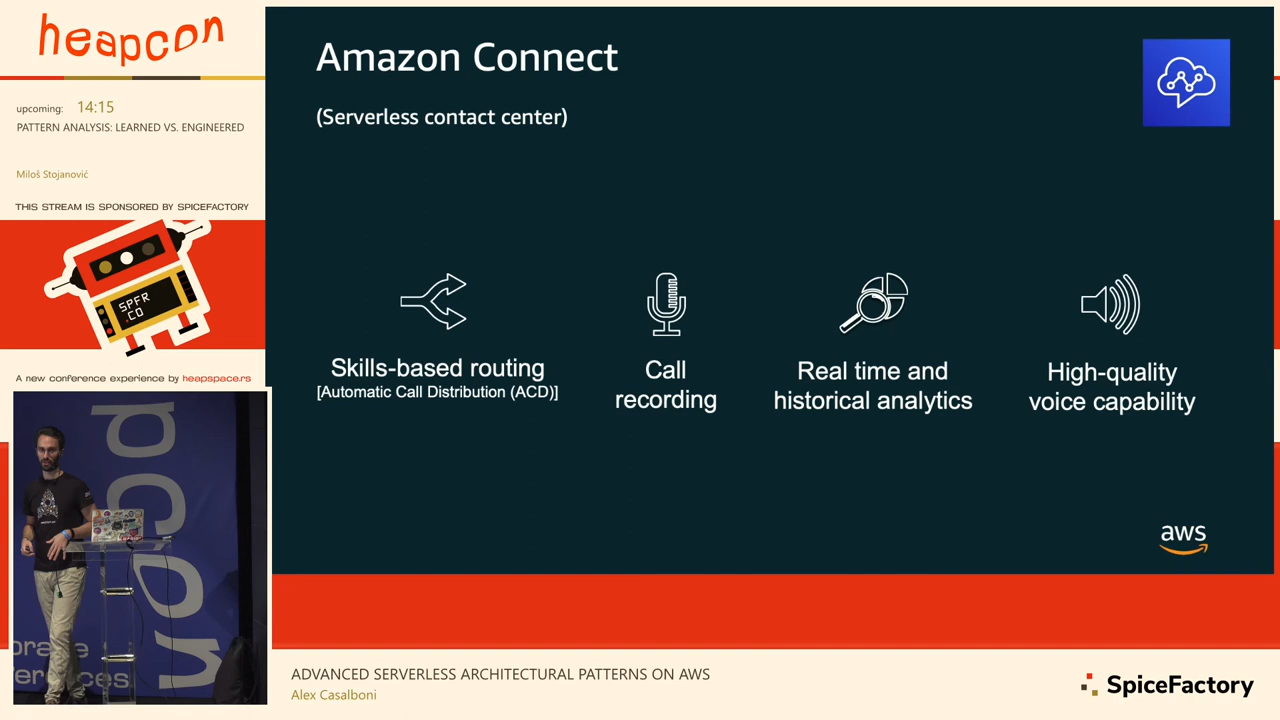 heapcon
upcoming: 14:15
PATTERN ANALYSIS: LEARNED VS. ENGINEERED
Miloš Stojanović
THIS STREAM IS SPONSORED BY SPICEFACTORY
SPFR
.CO
A new conference experience by heapspace.rs
Amazon Connect
(Serverless contact center)
Skills-based routing
[Automatic Call Distribution (ACD)]
Call
recording
Real time and
historical analytics
High-quality
voice capability
aws
ADVANCED SERVERLESS ARCHITECTURAL PATTERNS ON AWS
Alex Casalboni
SpiceFactory